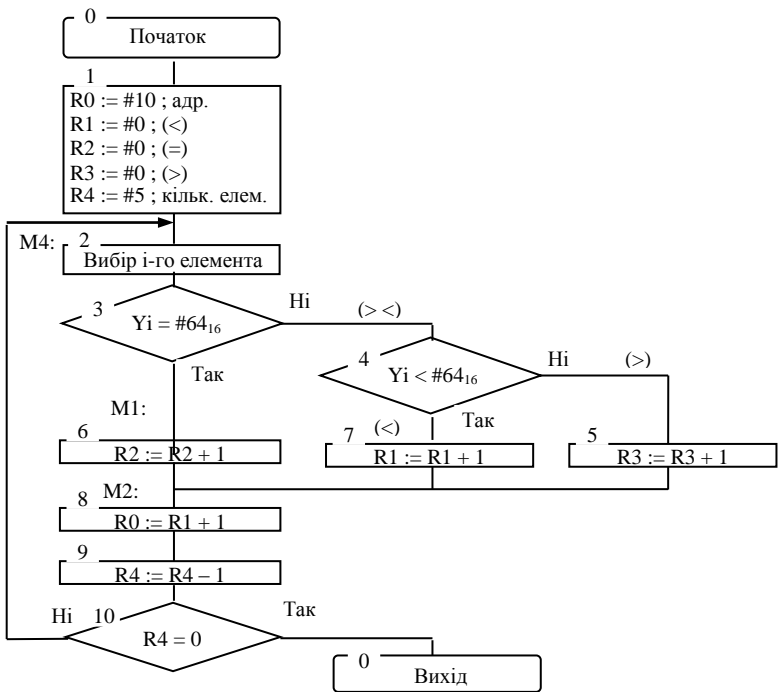 0
Початок
1
R0 := #10 ; адр.
R1 := #0 ; (<)
R2 := #0 ; (=)
R3 := #0 ; (>)
R4 := #5 ; кільк. елем.
M4: 2
Вибір і-го елемента
3
Yi = #64₁₆
Ні (> <)
Так
4
Yi < #64₁₆
Ні (>)
Так
M1:
6
R2 := R2 + 1
7 (<)
R1 := R1 + 1
5
R3 := R3 + 1
M2:
8
R0 := R1 + 1
9
R4 := R4 – 1
Ні 10
R4 = 0
Так
0
Вихід